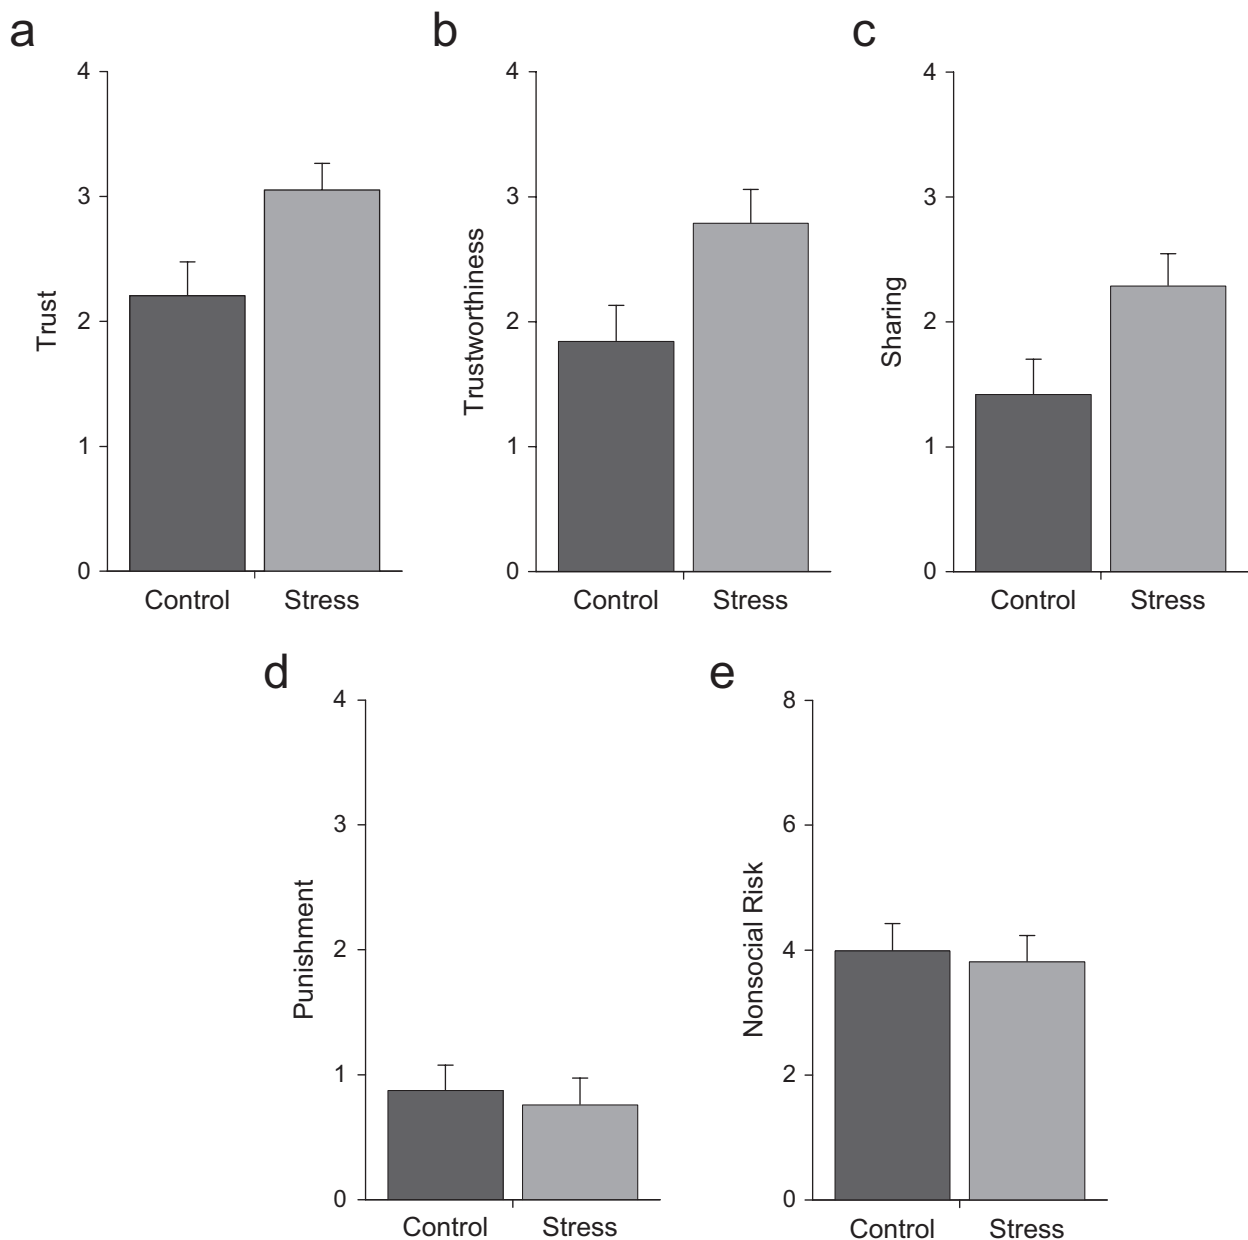 a
b
c
4
3
2
1
0
Trust
Control Stress
4
3
2
1
0
Trustworthiness
Control Stress
4
3
2
1
0
Sharing
Control Stress
d
e
4
3
2
1
0
Punishment
Control Stress
8
6
4
2
0
Nonsocial Risk
Control Stress